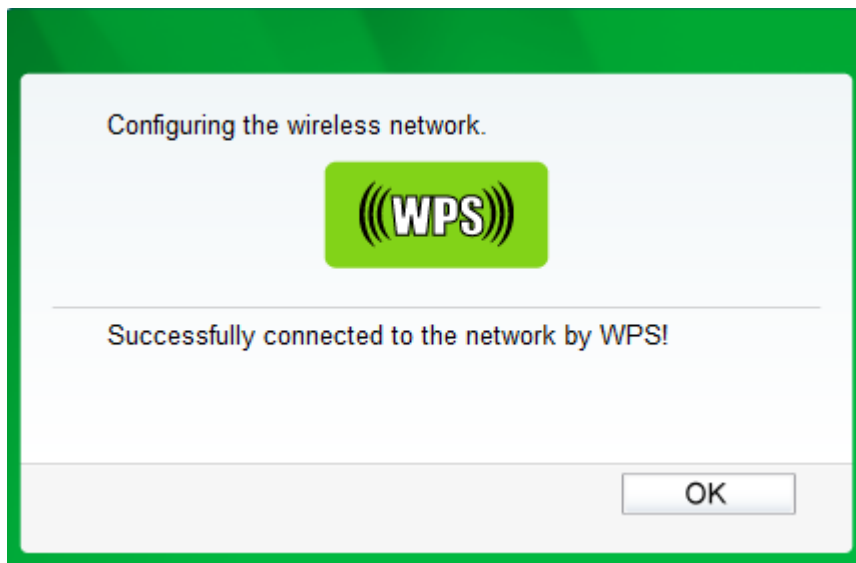 Configuring the wireless network.
WPS
Successfully connected to the network by WPS!
OK